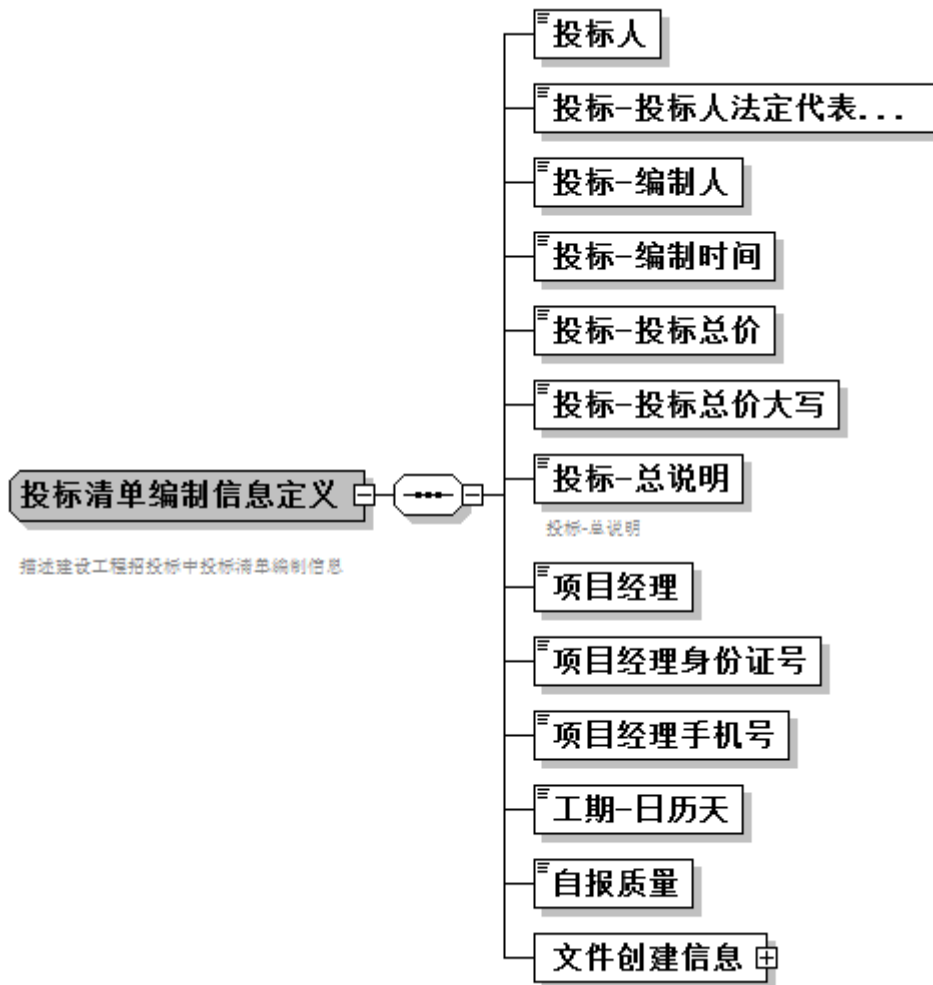 投标人
投标-投标人法定代表...
投标-编制人
投标-编制时间
投标-投标总价
投标-投标总价大写
投标清单编制信息定义
描述建设工程招投标中投标清单编制信息
投标-总说明
投标-总说明
项目经理
项目经理身份证号
项目经理手机号
工期-日历天
自报质量
文件创建信息